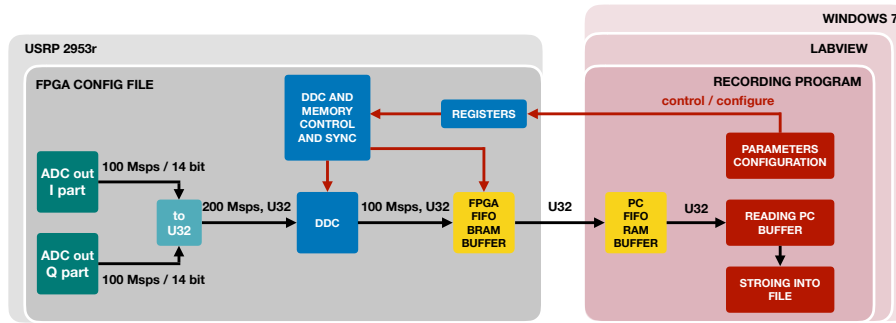 WINDOWS 7
USRP 2953r
LABVIEW
FPGA CONFIG FILE
RECORDING PROGRAM
DDC AND
MEMORY
CONTROL
AND SYNC
REGISTERS
control / configure
PARAMETERS
CONFIGURATION
ADC out
I part
100 Msps / 14 bit
to
U32
200 Msps, U32
DDC
100 Msps, U32
FPGA
FIFO
BRAM
BUFFER
U32
PC
FIFO
RAM
BUFFER
U32
READING PC
BUFFER
ADC out
Q part
100 Msps / 14 bit
STROING INTO
FILE